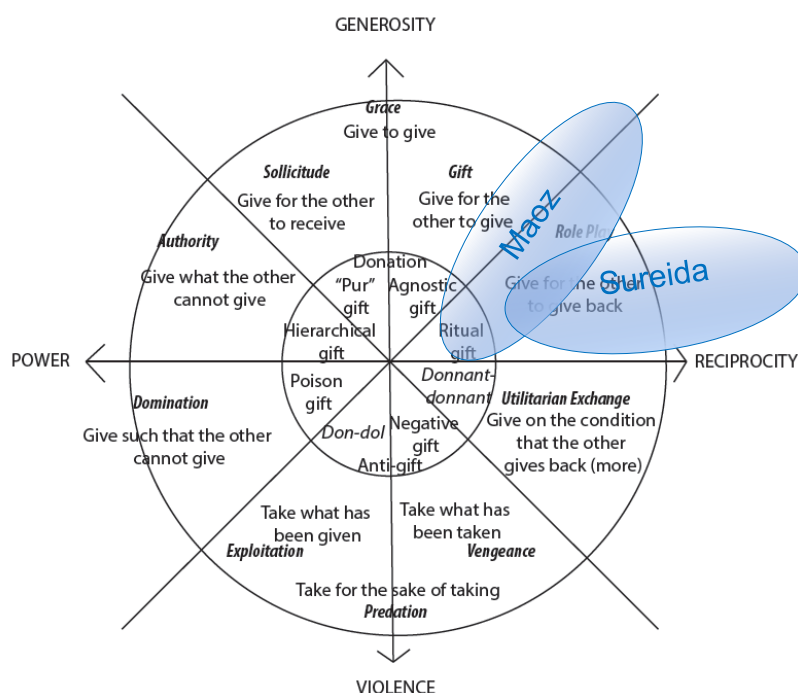 GENEROSITY
Grace
Give to give
Sollicitude
Give for the other
to receive
Gift
Give for the
other to give
Maoz
Authority
Give what the other
cannot give
Role Pla
Sureida
Give for the other
to give back
Donation
"Pur"
gift
Agnostic
gift
Hierarchical
gift
Ritual
gift
POWER
RECIPROCITY
Poison
gift
Donnant-
donnant
Domination
Give such that the other
cannot give
Utilitarian Exchange
Give on the condition
that the other
gives back (more)
Don-dol
Negative
gift
Anti-gift
Take what has
been given
Exploitation
Take what has
been taken
Vengeance
Take for the sake of taking
Predation
VIOLENCE